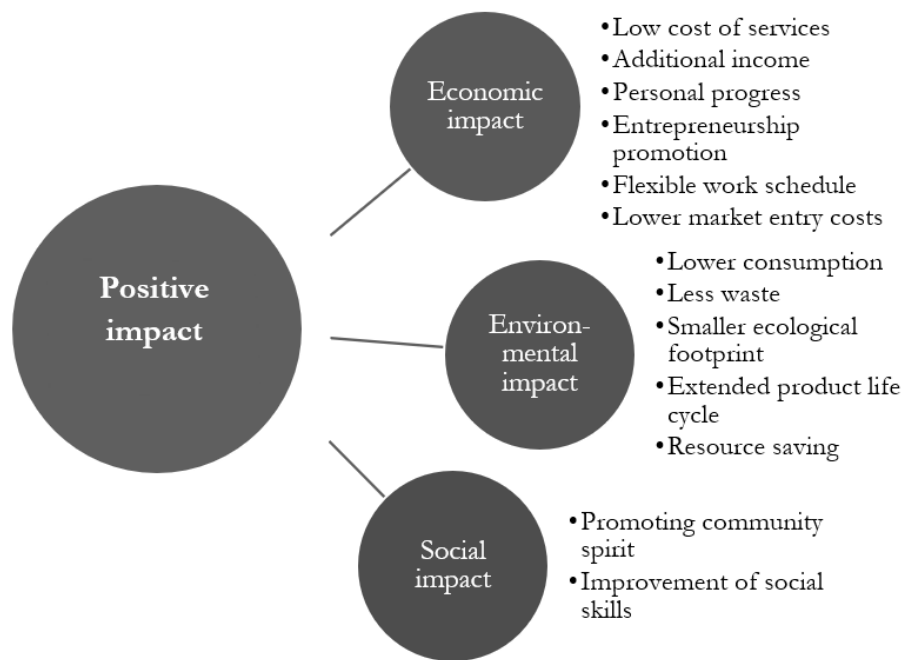 Positive
impact
Economic
impact
•Low cost of services
•Additional income
•Personal progress
•Entrepreneurship
promotion
•Flexible work schedule
•Lower market entry costs
Environ-
mental
impact
•Lower consumption
•Less waste
•Smaller ecological
footprint
•Extended product life
cycle
•Resource saving
Social
impact
•Promoting community
spirit
•Improvement of social
skills